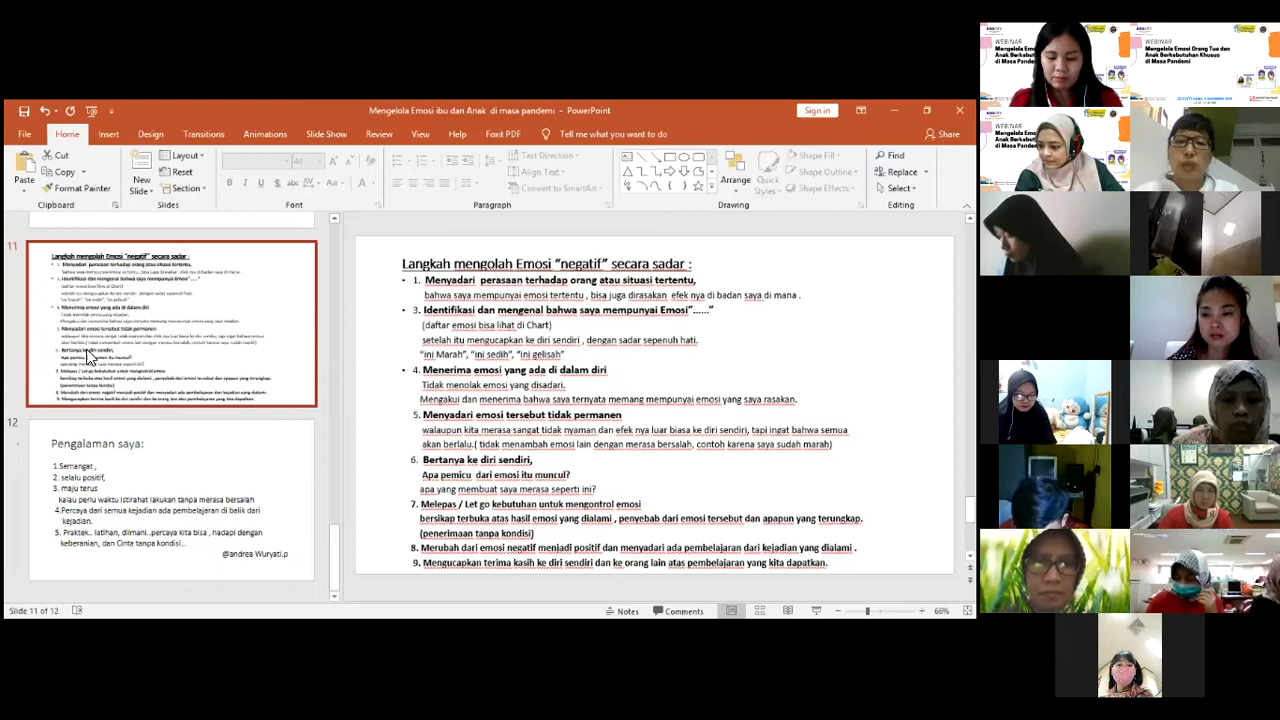 Mengelola Emosi ibu dan Anak di masa pandemi - PowerPoint
Sign in
File Home Insert Design Transitions Animations Slide Show Review View Help Foxit PDF Tell me what you want to do Share
Paste
Cut
Copy
Format Painter
Clipboard
New Slide
Layout
Reset
Section
Slides
Font
Text Direction
Align Text
Convert to SmartArt
Paragraph
Arrange
Quick Styles
Shape Fill
Shape Outline
Shape Effects
Drawing
Find
Replace
Select
Editing
11
Langkah mengolah Emosi "negatif" secara sadar :
12
Pengalaman saya:
1.Semangat ,
2. selalu positif,
3. maju terus
kalau perlu waktu istirahat lakukan tanpa merasa bersalah
4.Percaya dari semua kejadian ada pembelajaran di balik dari
kejadian.
5. Praktek.. latihan, diimani..percaya kita bisa , hadapi dengan
keberanian, dan Cinta tanpa kondisi...
@andrea Wuryati.p
Langkah mengolah Emosi "negatif" secara sadar :
• 1. Menyadari perasaan terhadap orang atau situasi tertentu,
bahwa saya mempunyai emosi tertentu , bisa juga dirasakan efek nya di badan saya di mana .
• 3. Identifikasi dan mengenal bahwa saya mempunyai Emosi"......"
(daftar emosi bisa lihat di Chart)
setelah itu mengucapkan ke diri sendiri , dengan sadar sepenuh hati.
"ini Marah", "ini sedih", "ini gelisah"
• 4. Menerima emosi yang ada di dalam diri
Tidak menolak emosi yang disadari.
Mengakui dan menerima bahwa saya ternyata memang mempunyai emosi yang saya rasakan.
5. Menyadari emosi tersebut tidak permanen
walaupun kita merasa sangat tidak nyaman dan efek nya luar biasa ke diri sendiri, tapi ingat bahwa semua
akan berlalu.( tidak menambah emosi lain dengan merasa bersalah, contoh karena saya sudah marah)
6. Bertanya ke diri sendiri,
Apa pemicu dari emosi itu muncul?
apa yang membuat saya merasa seperti ini?
7. Melepas / Let go kebutuhan untuk mengontrol emosi
bersikap terbuka atas hasil emosi yang dialami , penyebab dari emosi tersebut dan apapun yang terungkap.
(penerimaan tanpa kondisi)
8. Merubah dari emosi negatif menjadi positif dan menyadari ada pembelajaran dari kejadian yang dialami .
9. Mengucapkan terima kasih ke diri sendiri dan ke orang lain atas pembelajaran yang kita dapatkan.
Slide 11 of 12
Notes
Comments
66%
WEBINAR
Mengelola Emosi Orang Tua dan
Anak Berkebutuhan Khusus
di Masa Pandemi